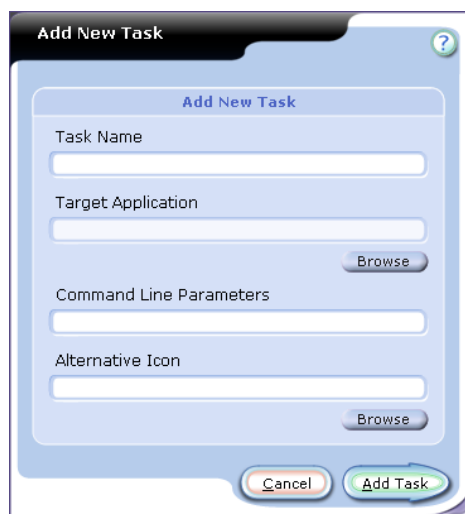 Add New Task
?
Add New Task
Task Name
Target Application
Browse
Command Line Parameters
Alternative Icon
Browse
Cancel
Add Task